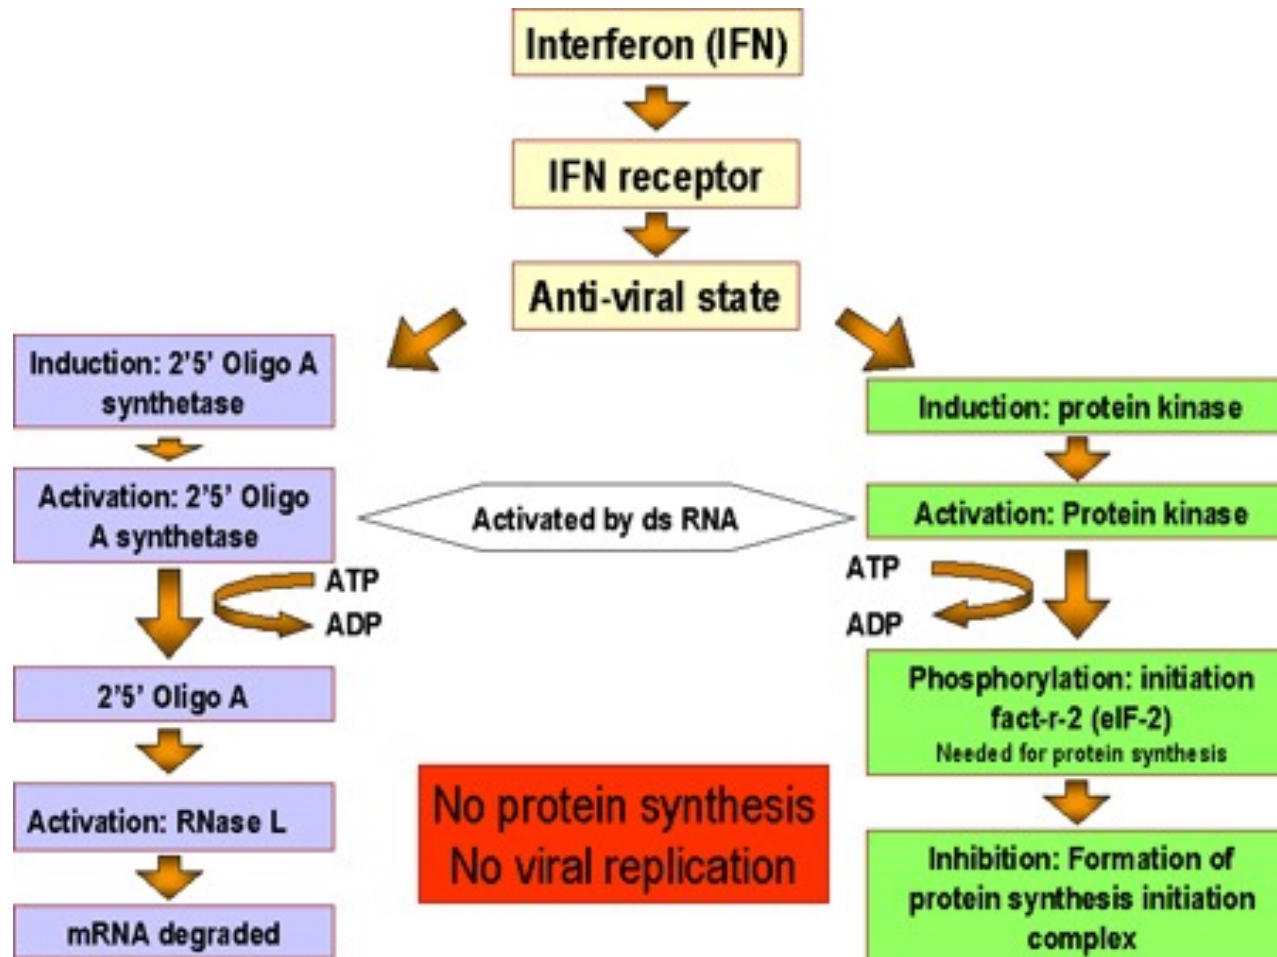 Interferon (IFN)
IFN receptor
Anti-viral state
Induction: 2'5' Oligo A
synthetase
Activation: 2'5' Oligo
A synthetase
ATP
ADP
2'5' Oligo A
Activation: RNase L
mRNA degraded
Activated by ds RNA
No protein synthesis
No viral replication
Induction: protein kinase
Activation: Protein kinase
ATP
ADP
Phosphorylation: initiation
fact-r-2 (eIF-2)
Needed for protein synthesis
Inhibition: Formation of
protein synthesis initiation
complex